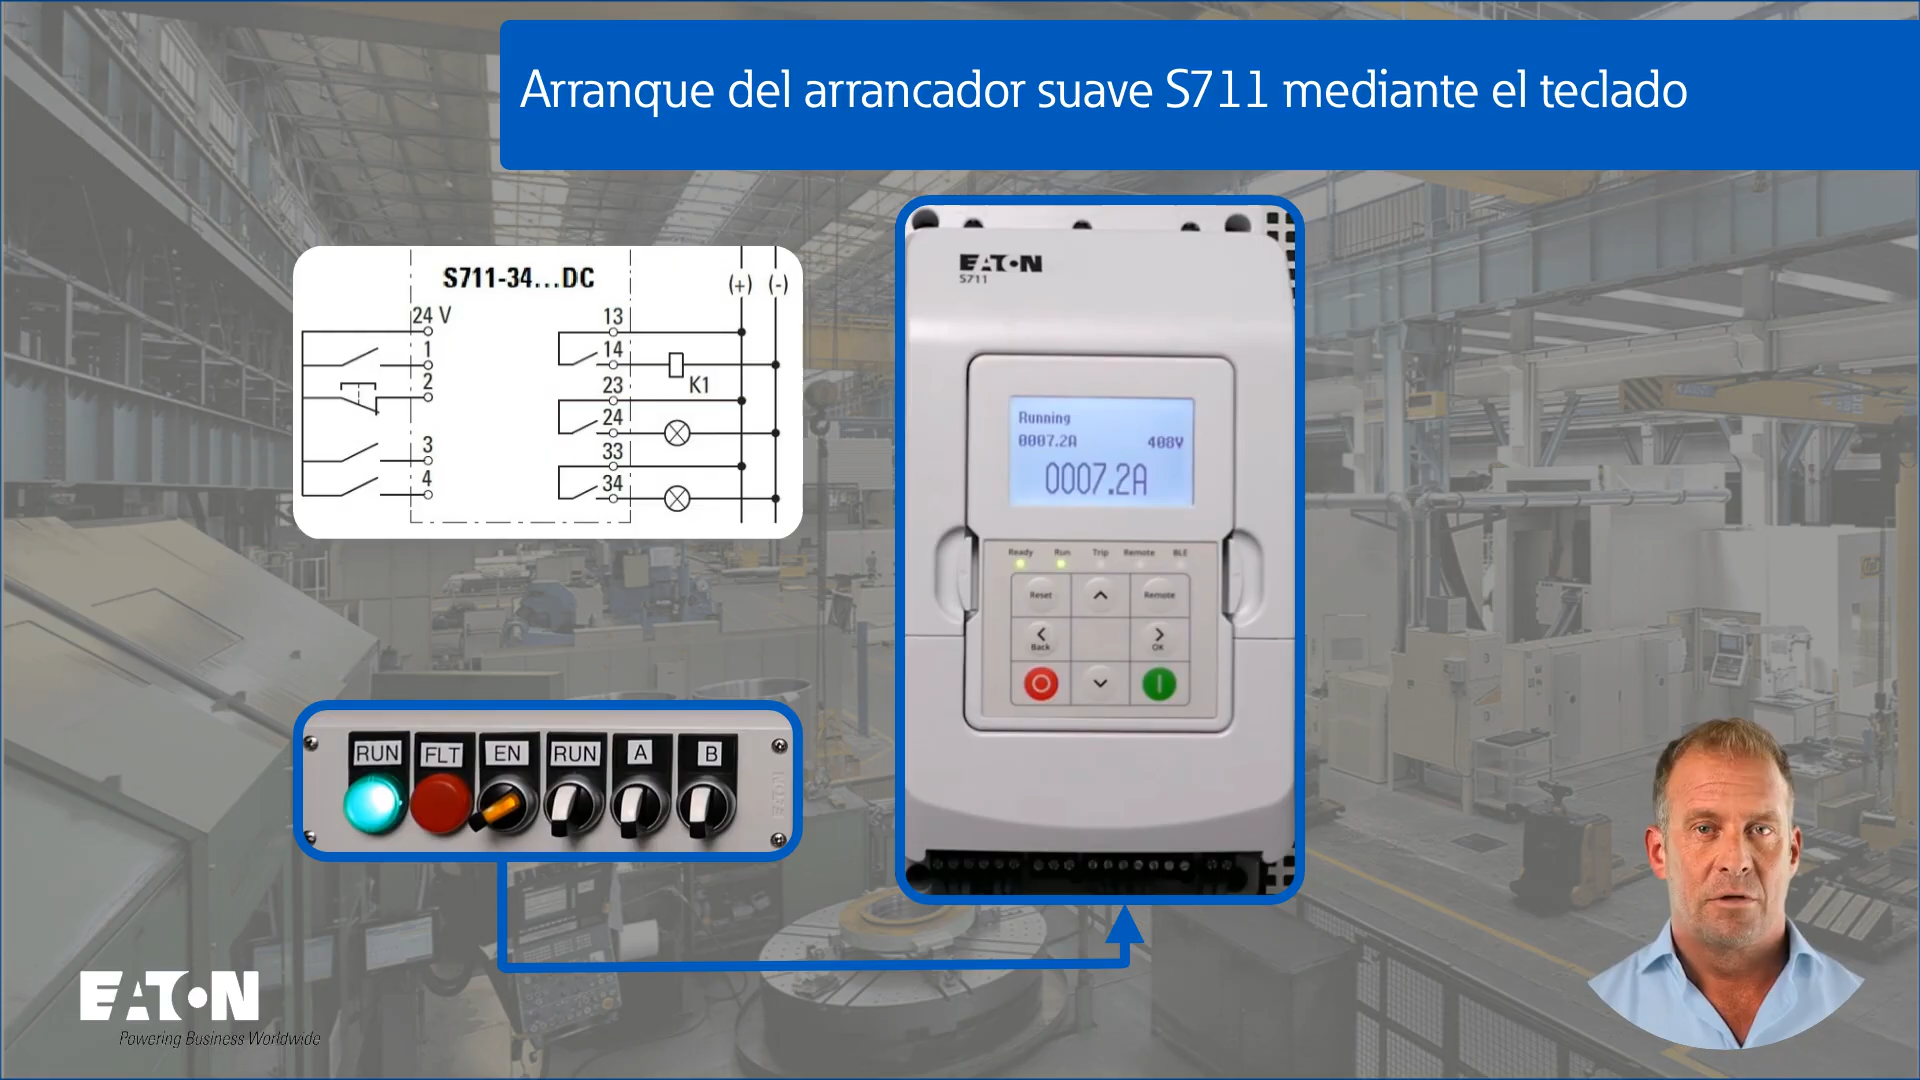 Arranque del arrancador suave S711 mediante el teclado
S711-34...DC
(+) (-)
24 V
1
2
3
4
13
14
K1
23
24
33
34
EATON
S711
Running
0007.2A 408V
0007.2A
Ready Run Trip Remote BLE
Reset Remote
Back OK
RUN FLT EN RUN A B
EATON
EATON
Powering Business Worldwide